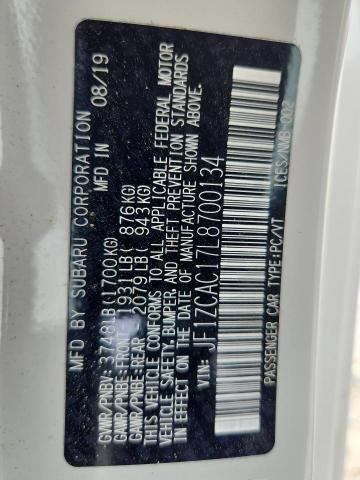 MFD BY SUBARU CORPORATION
MFD IN 08/19
GVWR/PNBV: 3748LB(1700KG)
GAWR/PNBE:FRONT 1931LB( 876KG)
GAWR/PNBE:REAR 2079LB( 943KG)
THIS VEHICLE CONFORMS TO ALL APPLICABLE FEDERAL MOTOR
VEHICLE SAFETY,BUMPER, AND THEFT PREVENTION STANDARDS
IN EFFECT ON THE DATE OF MANUFACTURE SHOWN ABOVE.
VIN: JF1ZCAC17L8700134
PASSENGER CAR TYPE:PC/VT
ICES/NMB-002